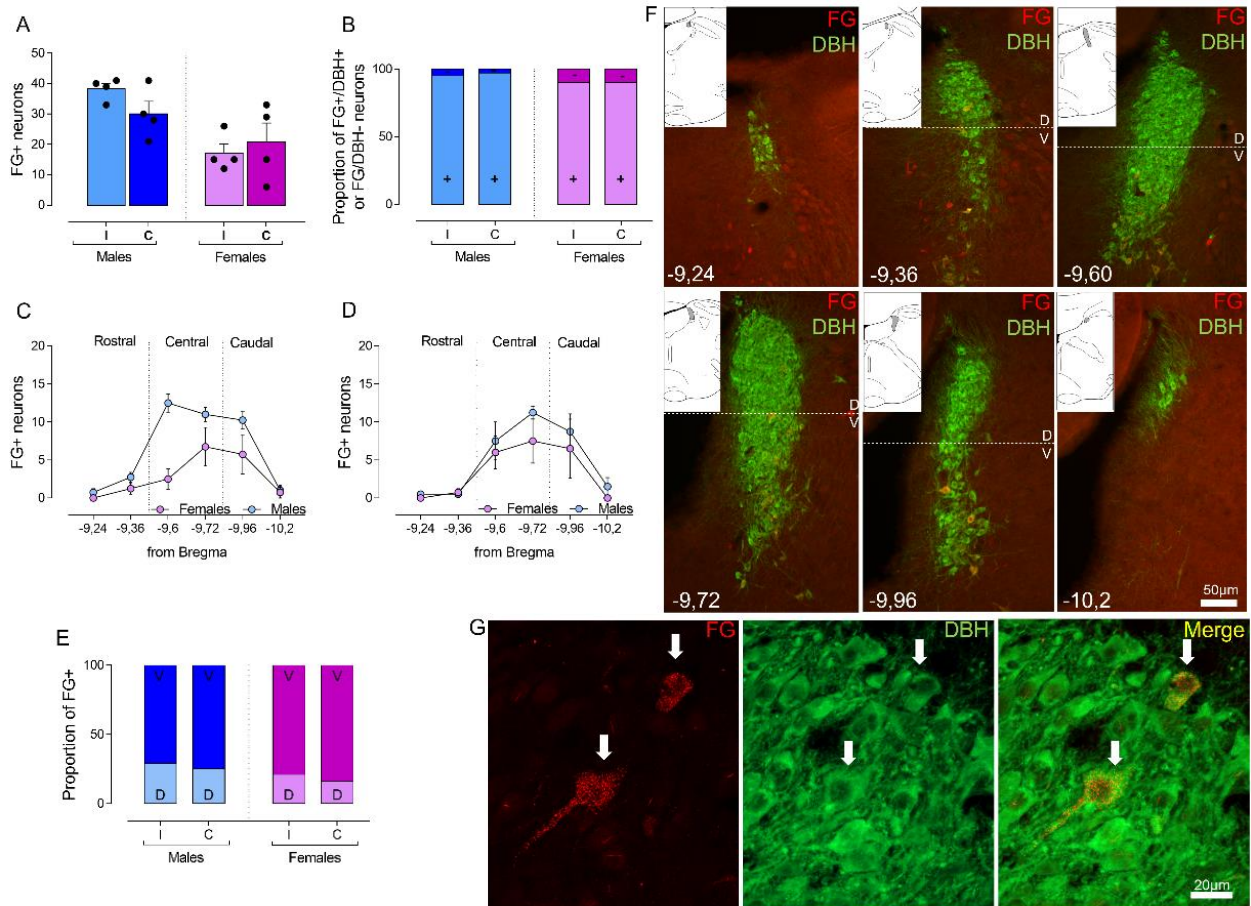 A
50
40
30
20
10
0
FG+ neurons
I C I C
Males Females
B
100
50
0
Proportion of FG+/DBH+
or FG/DBH- neurons
- - - -
+ + + +
I C I C
Males Females
C
20
15
10
5
0
FG+ neurons
Rostral Central Caudal
Females Males
-9,24 -9,36 -9,6 -9,72 -9,96 -10,2
from Bregma
D
20
15
10
5
0
FG+ neurons
Rostral Central Caudal
Females Males
-9,24 -9,36 -9,6 -9,72 -9,96 -10,2
from Bregma
E
100
50
0
Proportion of FG+
V V V V
D D D D
I C I C
Males Females
F
FG
DBH
-9,24
FG
DBH
D
V
-9,36
FG
DBH
D
V
-9,60
FG
DBH
D
V
-9,72
FG
DBH
D
V
-9,96
FG
DBH
-10,2
50µm
G
FG
DBH
Merge
20µm